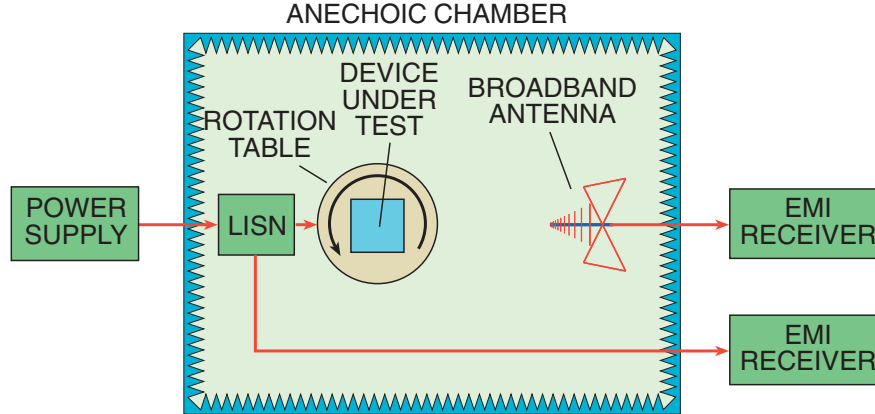 ANECHOIC CHAMBER
DEVICE
UNDER
TEST
BROADBAND
ANTENNA
ROTATION
TABLE
POWER
SUPPLY
LISN
EMI
RECEIVER
EMI
RECEIVER